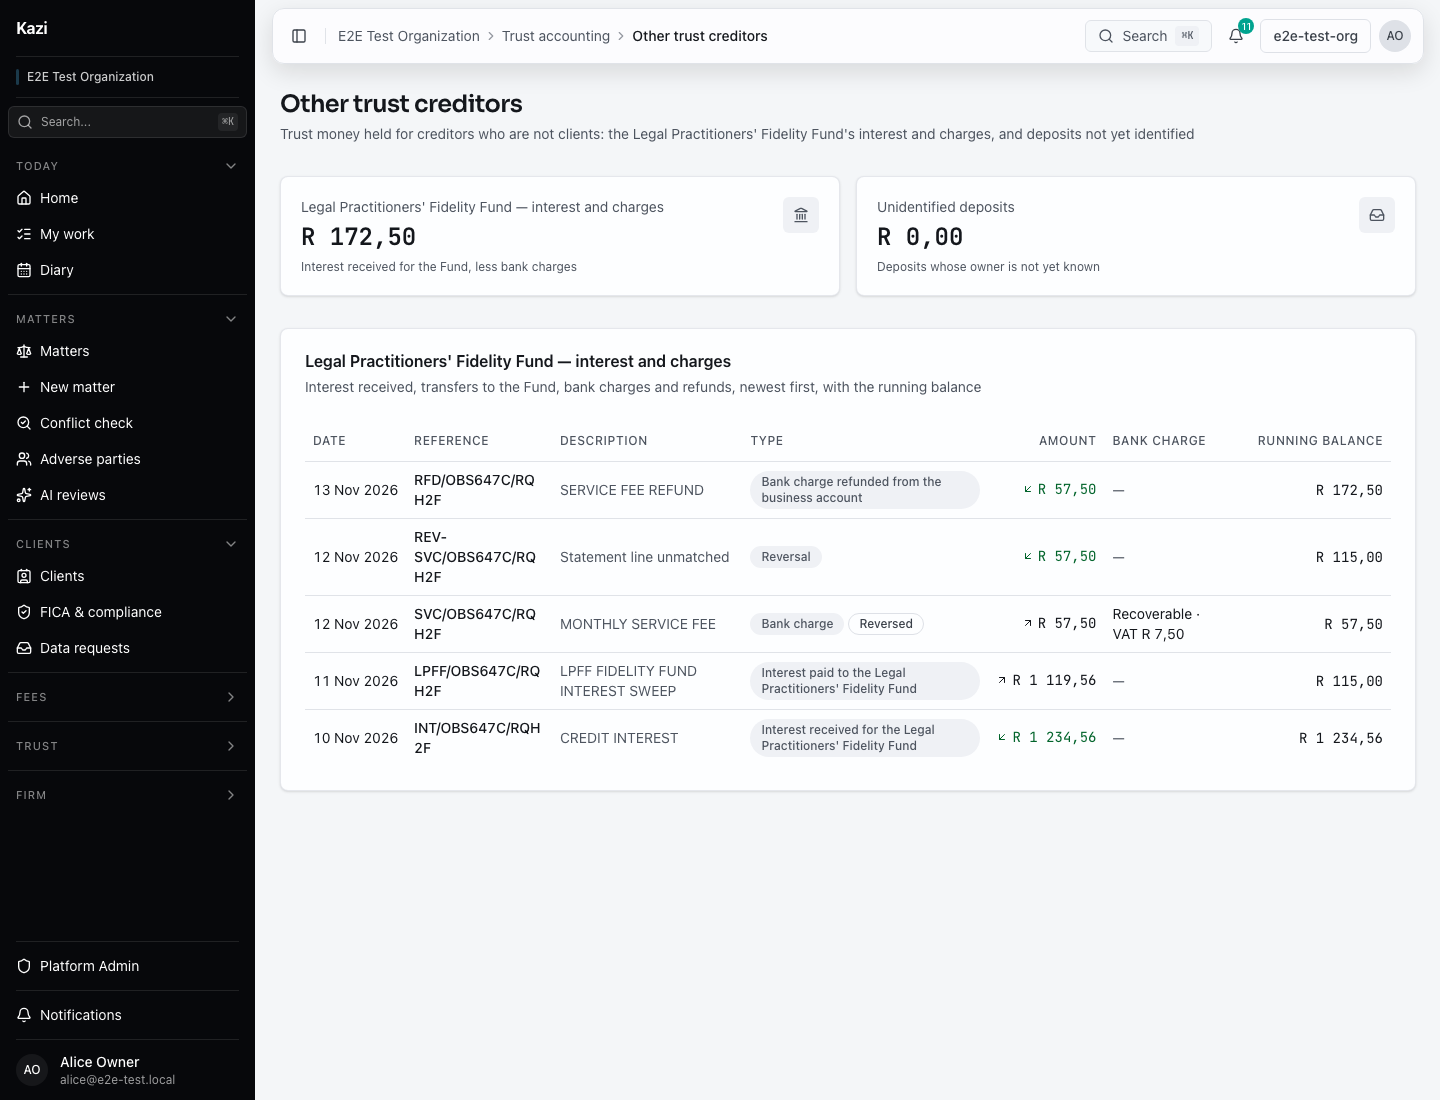 Kazi
E2E Test Organization
Search...
⌘K
TODAY
Home
My work
Diary
MATTERS
Matters
New matter
Conflict check
Adverse parties
AI reviews
CLIENTS
Clients
FICA & compliance
Data requests
FEES
TRUST
FIRM
Platform Admin
Notifications
AO
Alice Owner
alice@e2e-test.local
E2E Test Organization > Trust accounting > Other trust creditors
Search ⌘K
11
e2e-test-org
AO
Other trust creditors
Trust money held for creditors who are not clients: the Legal Practitioners' Fidelity Fund's interest and charges, and deposits not yet identified
Legal Practitioners' Fidelity Fund — interest and charges
R 172,50
Interest received for the Fund, less bank charges
Unidentified deposits
R 0,00
Deposits whose owner is not yet known
Legal Practitioners' Fidelity Fund — interest and charges
Interest received, transfers to the Fund, bank charges and refunds, newest first, with the running balance
DATE REFERENCE DESCRIPTION TYPE AMOUNT BANK CHARGE RUNNING BALANCE
13 Nov 2026
RFD/OBS647C/RQ
H2F
SERVICE FEE REFUND
Bank charge refunded from the
business account
R 57,50
—
R 172,50
12 Nov 2026
REV-
SVC/OBS647C/RQ
H2F
Statement line unmatched
Reversal
R 57,50
—
R 115,00
12 Nov 2026
SVC/OBS647C/RQ
H2F
MONTHLY SERVICE FEE
Bank charge
Reversed
R 57,50
Recoverable ·
VAT R 7,50
R 57,50
11 Nov 2026
LPFF/OBS647C/RQ
H2F
LPFF FIDELITY FUND
INTEREST SWEEP
Interest paid to the Legal
Practitioners' Fidelity Fund
R 1 119,56
—
R 115,00
10 Nov 2026
INT/OBS647C/RQH
2F
CREDIT INTEREST
Interest received for the Legal
Practitioners' Fidelity Fund
R 1 234,56
—
R 1 234,56